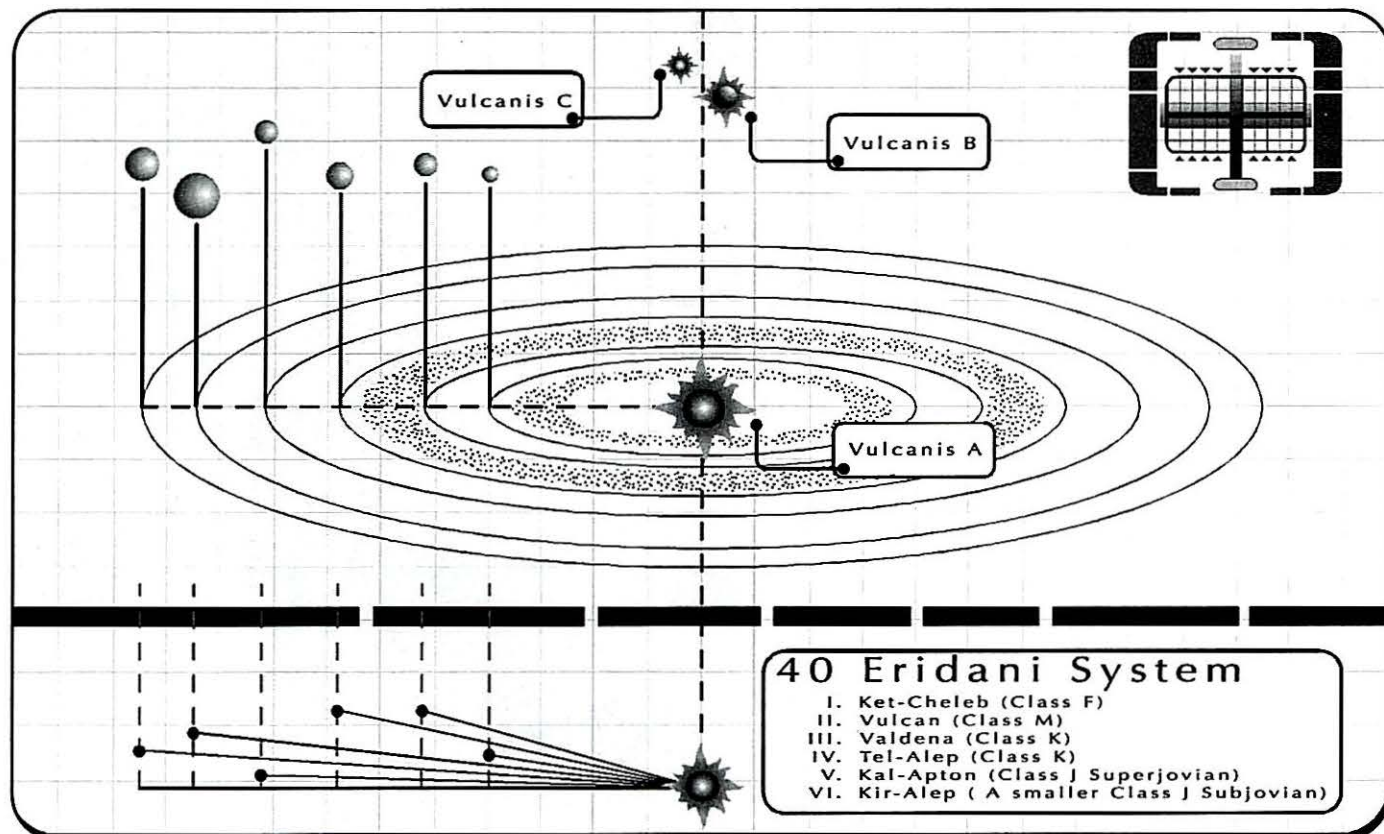 Vulcanis C
Vulcanis B
Vulcanis A
40 Eridani System
I. Ket-Cheleb (Class F)
II. Vulcan (Class M)
III. Valdena (Class K)
IV. Tel-Alep (Class K)
V. Kal-Apton (Class J Superjovian)
VI. Kir-Alep ( A smaller Class J Subjovian)